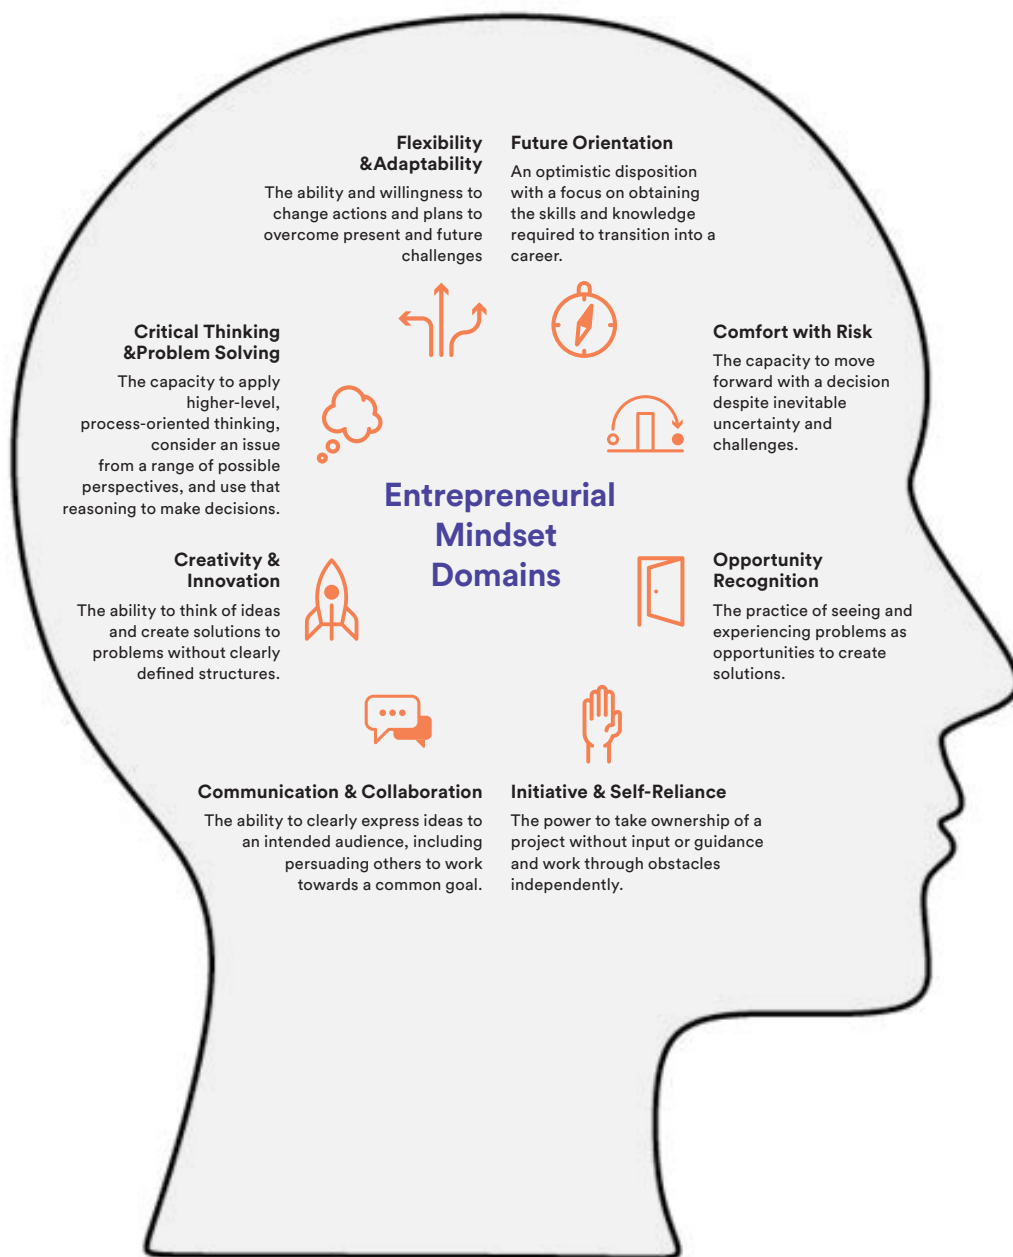 Flexibility
&Adaptability
The ability and willingness to
change actions and plans to
overcome present and future
challenges
Future Orientation
An optimistic disposition
with a focus on obtaining
the skills and knowledge
required to transition into a
career.
Critical Thinking
&Problem Solving
The capacity to apply
higher-level,
process-oriented thinking,
consider an issue
from a range of possible
perspectives, and use that
reasoning to make decisions.
Comfort with Risk
The capacity to move
forward with a decision
despite inevitable
uncertainty and
challenges.
Entrepreneurial
Mindset
Domains
Creativity &
Innovation
The ability to think of ideas
and create solutions to
problems without clearly
defined structures.
Opportunity
Recognition
The practice of seeing and
experiencing problems as
opportunities to create
solutions.
Communication & Collaboration
The ability to clearly express ideas to
an intended audience, including
persuading others to work
towards a common goal.
Initiative & Self-Reliance
The power to take ownership of a
project without input or guidance
and work through obstacles
independently.